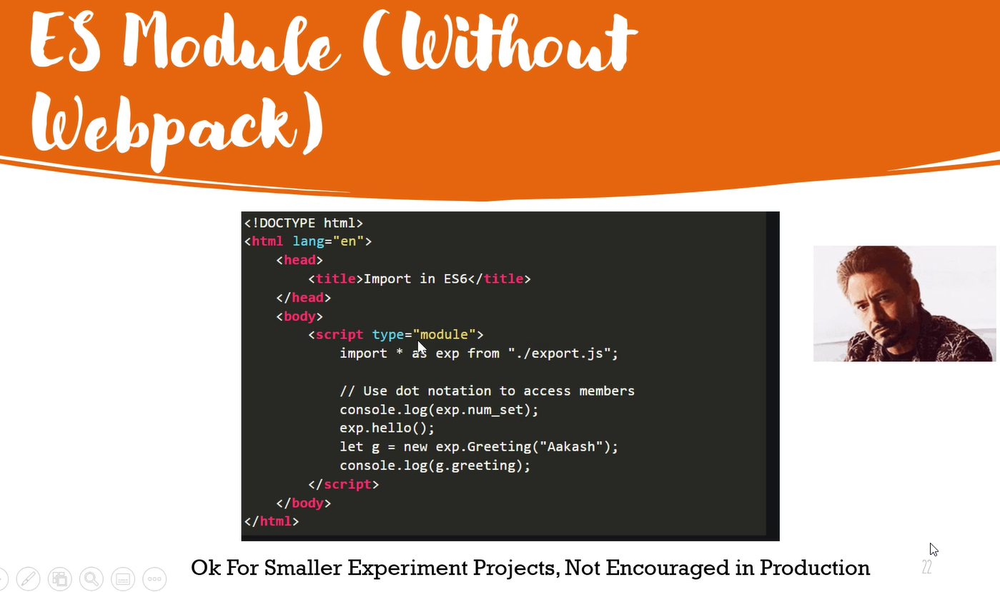 ES Module (Without
Webpack)
<!DOCTYPE html>
<html lang="en">
<head>
<title>Import in ES6</title>
</head>
<body>
<script type="module">
import * as exp from "./export.js";
// Use dot notation to access members
console.log(exp.num_set);
exp.hello();
let g = new exp.Greeting("Aakash");
console.log(g.greeting);
</script>
</body>
</html>
Ok For Smaller Experiment Projects, Not Encouraged in Production
22